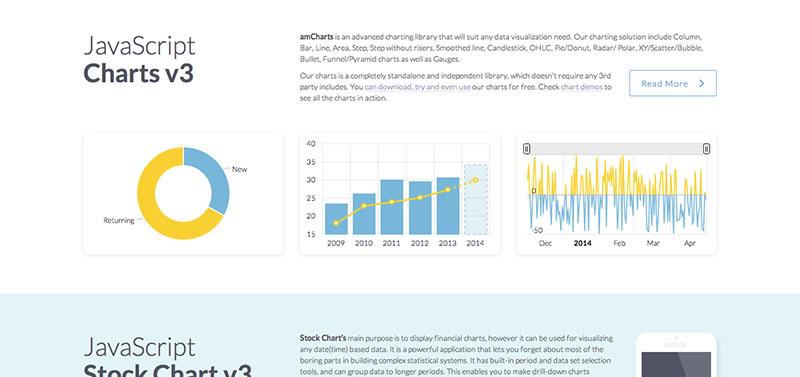 JavaScript
Charts v3
amCharts is an advanced charting library that will suit any data visualization need. Our charting solution include Column,
Bar, Line, Area, Step, Step without risers, Smoothed line, Candlestick, OHLC, Pie/Donut, Radar/ Polar, XY/Scatter/Bubble,
Bullet, Funnel/Pyramid charts as well as Gauges.
Our charts is a completely standalone and independent library, which doesn't require any 3rd
party includes. You can download, try and even use our charts for free. Check chart demos to
see all the charts in action.
Read More
New
Returning
40
35
30
25
20
15
2009 2010 2011 2012 2013 2014
0
-50
Dec 2014 Feb Mar Apr
JavaScript
Stock Chart v3
Stock Chart's main purpose is to display financial charts, however it can be used for visualizing
any date(time) based data. It is a powerful application that lets you forget about most of the
boring parts in building complex statistical systems. It has built-in period and data set selection
tools, and can group data to longer periods. This enables you to make drill-down charts